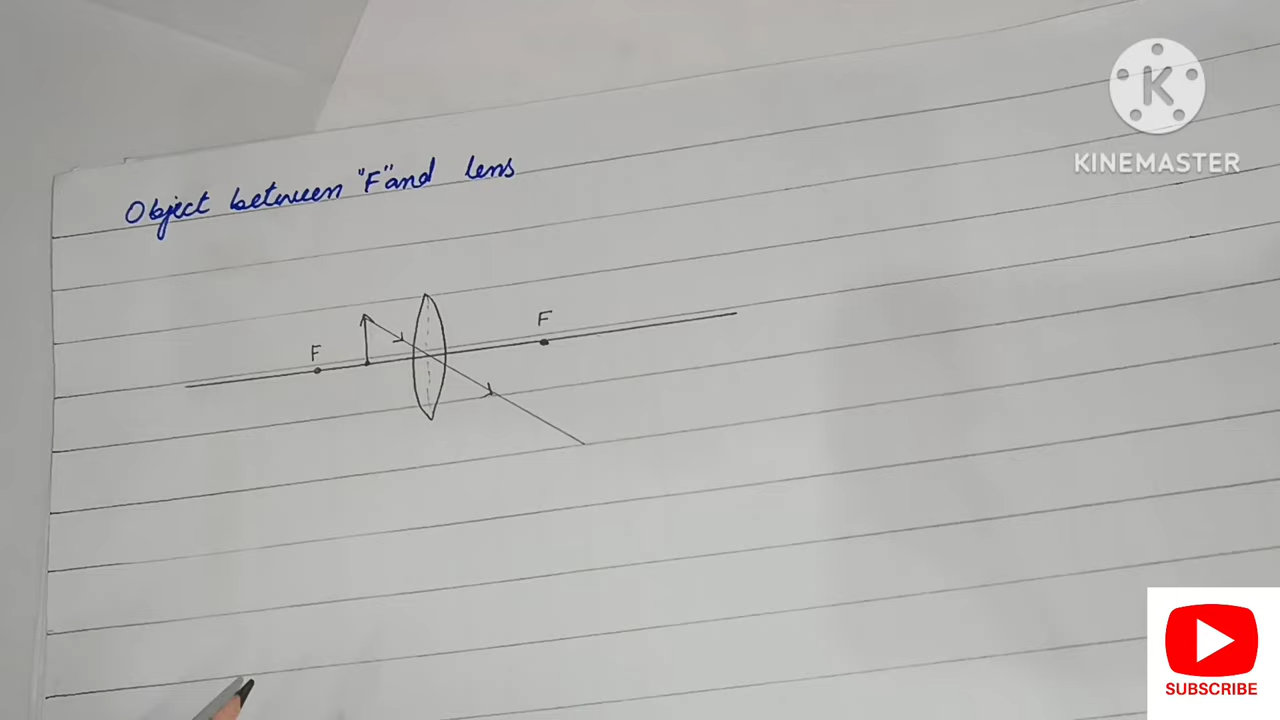 KINEMASTER
Object between "F" and lens
F
F
SUBSCRIBE